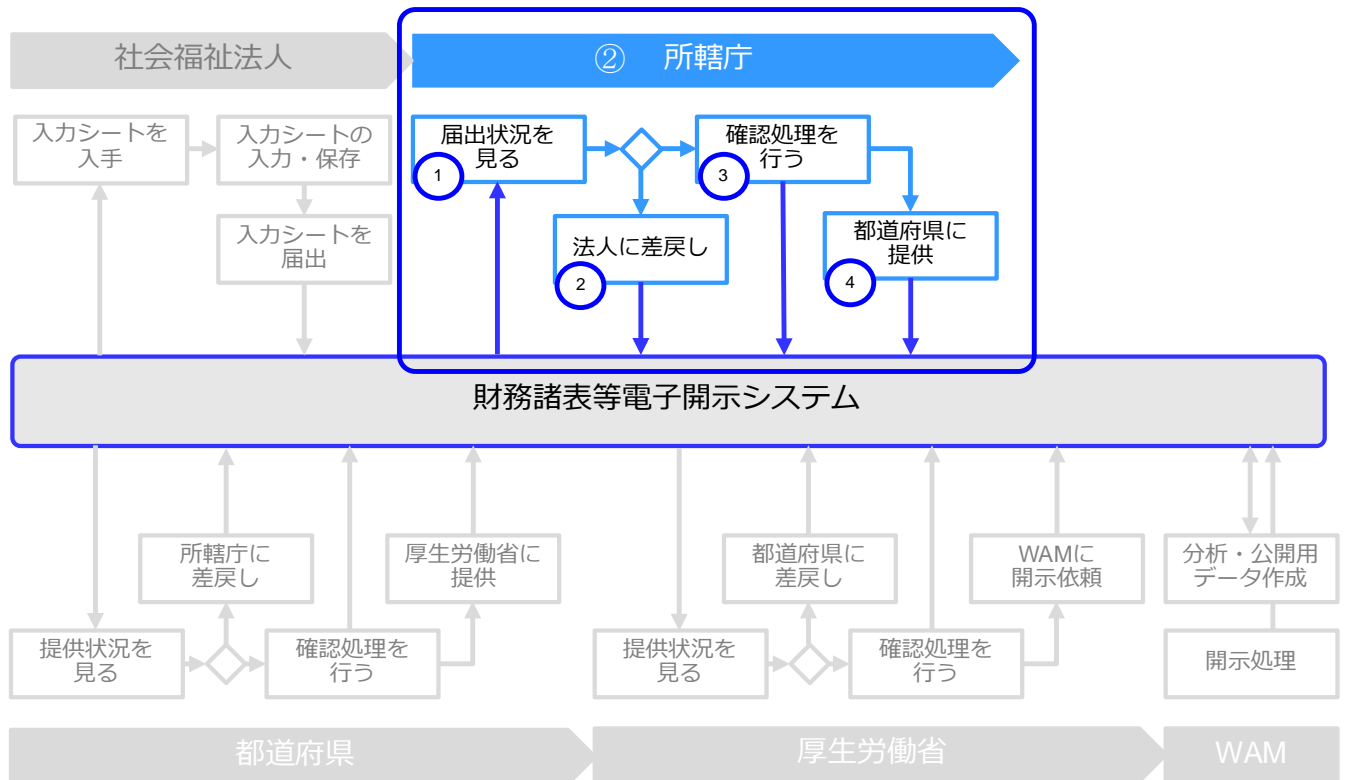 社会福祉法人
② 所轄庁
入力シートを
入手
入力シートの
入力・保存
入力シートを
届出
届出状況を
見る
1
法人に差戻し
2
確認処理を
行う
3
都道府県に
提供
4
財務諸表等電子開示システム
所轄庁に
差戻し
厚生労働省に
提供
提供状況を
見る
確認処理を
行う
都道府県に
差戻し
WAMに
開示依頼
提供状況を
見る
確認処理を
行う
分析・公開用
データ作成
開示処理
都道府県
厚生労働省
WAM